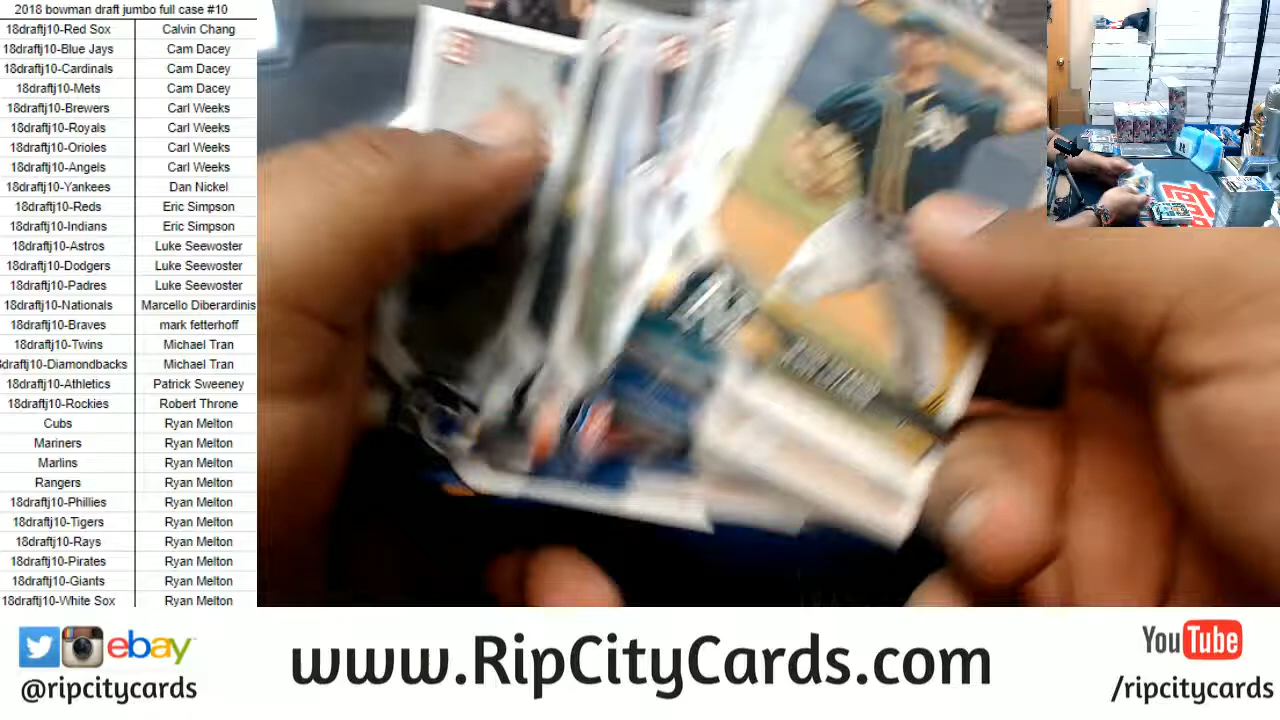 2018 bowman draft jumbo full case #10
18draftj10-Red Sox Calvin Chang
18draftj10-Blue Jays Cam Dacey
18draftj10-Cardinals Cam Dacey
18draftj10-Mets Cam Dacey
18draftj10-Brewers Carl Weeks
18draftj10-Royals Carl Weeks
18draftj10-Orioles Carl Weeks
18draftj10-Angels Carl Weeks
18draftj10-Yankees Dan Nickel
18draftj10-Reds Eric Simpson
18draftj10-Indians Eric Simpson
18draftj10-Astros Luke Seewoster
18draftj10-Dodgers Luke Seewoster
18draftj10-Padres Luke Seewoster
18draftj10-Nationals Marcello Diberardinis
18draftj10-Braves mark fetterhoff
18draftj10-Twins Michael Tran
8draftj10-Diamondbacks Michael Tran
18draftj10-Athletics Patrick Sweney
18draftj10-Rockies Robert Throne
Cubs Ryan Melton
Mariners Ryan Melton
Marlins Ryan Melton
Rangers Ryan Melton
18draftj10-Phillies Ryan Melton
18draftj10-Tigers Ryan Melton
18draftj10-Rays Ryan Melton
18draftj10-Pirates Ryan Melton
18draftj10-Giants Ryan Melton
18draftj10-White Sox Ryan Melton
ebay
@ripcitycards
www.RipCityCards.com
YouTube
/ripcitycards